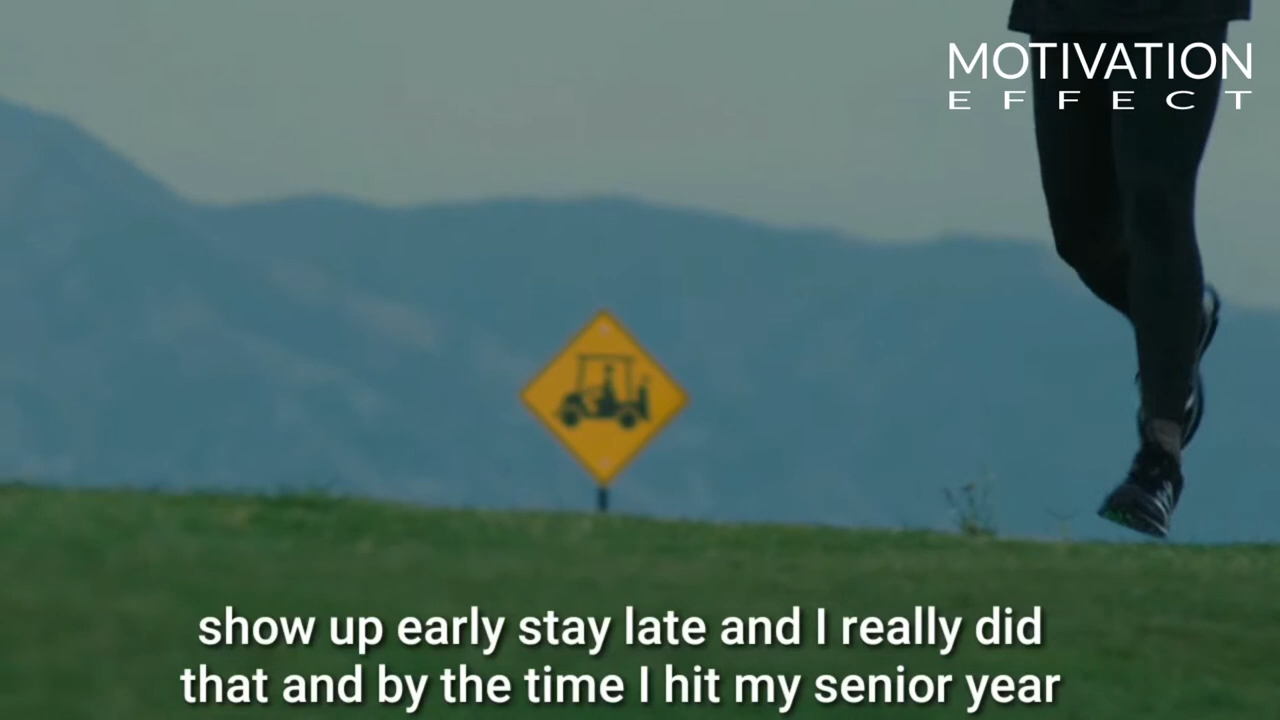 MOTIVATION
EFFECT
show up early stay late and I really did
that and by the time I hit my senior year